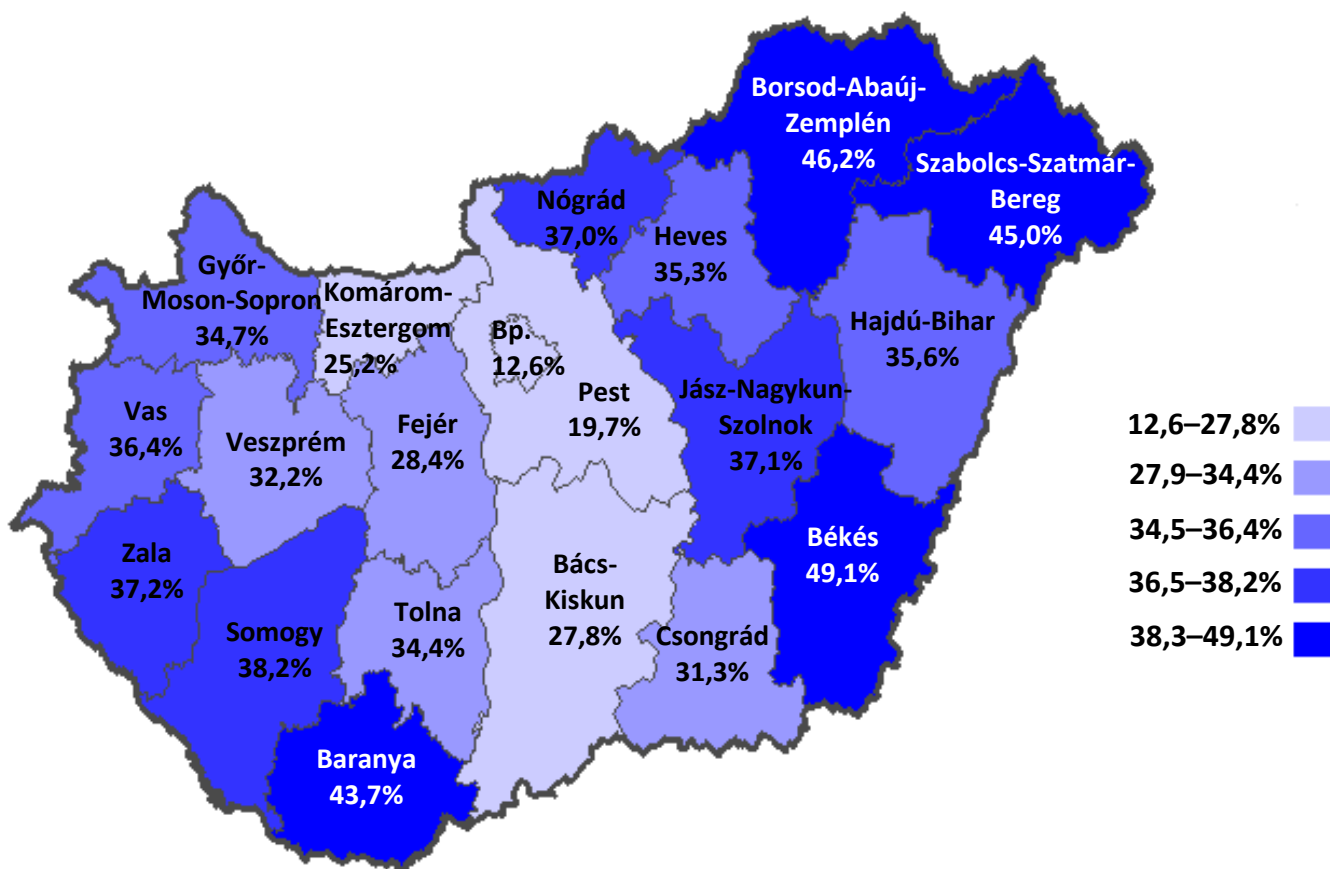 Borsod-Abaúj-
Zemplén
46,2%
Szabolcs-Szatmár-
Bereg
45,0%
Nógrád
37,0%
Heves
35,3%
Győr-
Moson-Sopron
34,7%
Komárom-
Esztergom
25,2%
Bp.
12,6%
Hajdú-Bihar
35,6%
Pest
19,7%
Jász-Nagykun-
Szolnok
37,1%
Vas
36,4%
Veszprém
32,2%
Fejér
28,4%
Békés
49,1%
Zala
37,2%
Bács-
Kiskun
27,8%
Tolna
34,4%
Somogy
38,2%
Csongrád
31,3%
Baranya
43,7%
12,6–27,8%
27,9–34,4%
34,5–36,4%
36,5–38,2%
38,3–49,1%